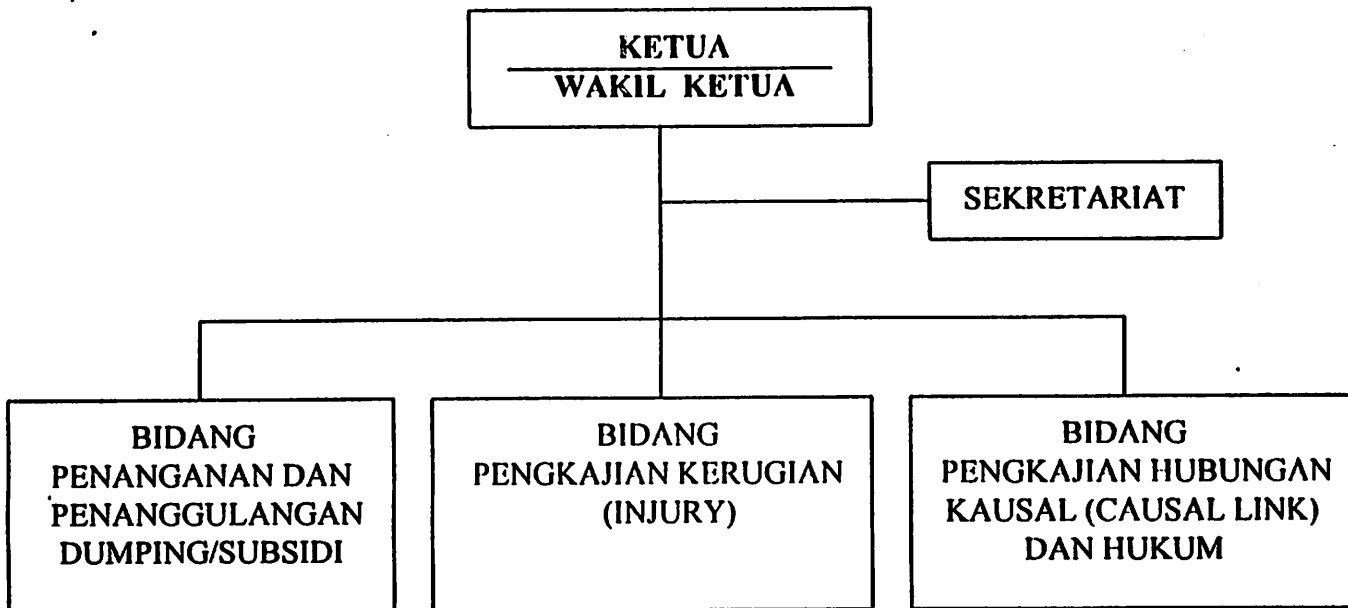 KETUA
WAKIL KETUA
SEKRETARIAT
BIDANG
PENANGANAN DAN
PENANGGULANGAN
DUMPING/SUBSIDI
BIDANG
PENGKAJIAN KERUGIAN
(INJURY)
BIDANG
PENGKAJIAN HUBUNGAN
KAUSAL (CAUSAL LINK)
DAN HUKUM